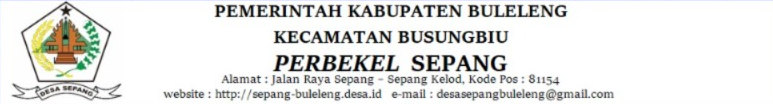 PEMERINTAH KABUPATEN BULELENG
KECAMATAN BUSUNGBIU
PERBEKEL SEPANG
Alamat : Jalan Raya Sepang – Sepang Kelod, Kode Pos : 81154
website : http://sepang-buleleng.desa.id e-mail : desasepangbuleleng@gmail.com
DESA SEPANG